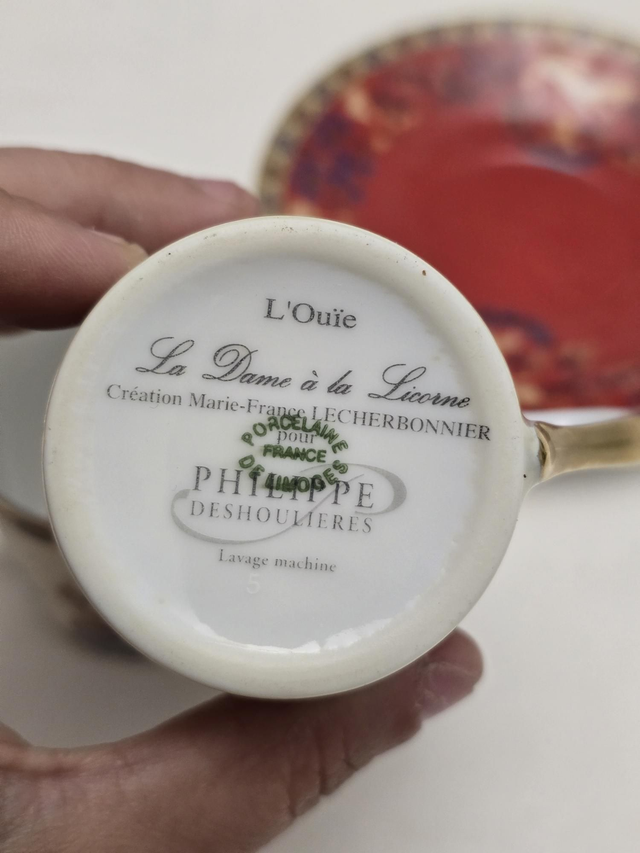 L'Ouïe
La Dame à la Licorne
Création Marie-France LECHERBONNIER
pour
PORCELAINE
FRANCE
DE LIMOGES
PHILIPPE
DESHOULIERES
Lavage machine
5